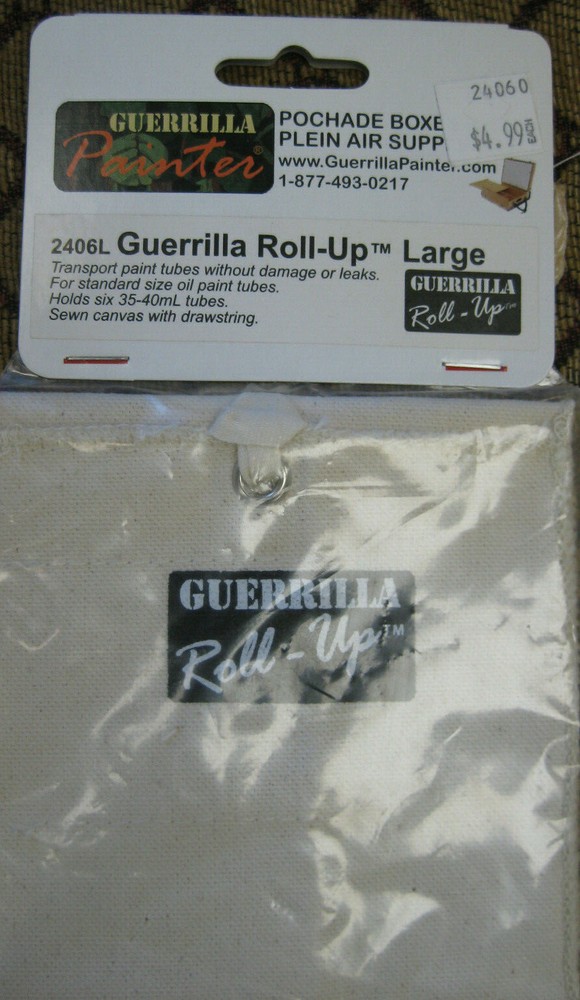 24060
$4.99 EACH
GUERRILLA
Painter®
POCHADE BOXE
PLEIN AIR SUPP
www.GuerrillaPainter.com
1-877-493-0217
2406L Guerrilla Roll-Up™ Large
Transport paint tubes without damage or leaks.
For standard size oil paint tubes.
Holds six 35-40mL tubes.
Sewn canvas with drawstring.
GUERRILLA
Roll-Up™
GUERRILLA
Roll-Up™